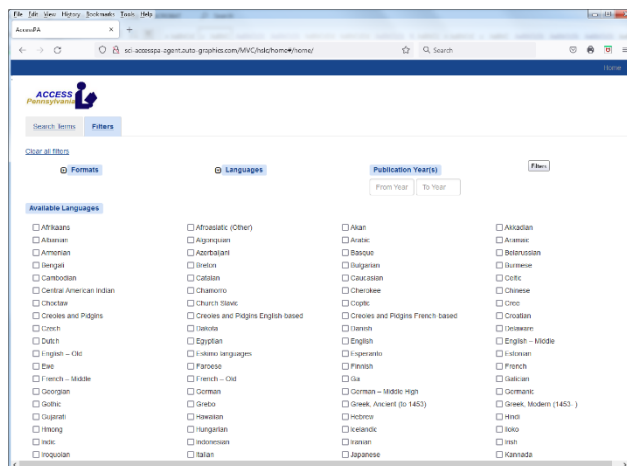 File Edit View History Bookmarks Tools Help
AccessPA × +
sci-accesspa-agent.auto-graphics.com/MVC/hslc/home#/home/ Search
Home
ACCESS
Pennsylvania
Search Terms Filters
Clear all filters
Formats Languages Publication Year(s) Filters
From Year To Year
Available Languages
Afrikaans Afroasiatic (Other) Akan Akkadian
Albanian Algonquian Arabic Aramaic
Armenian Azerbaijani Basque Belarussian
Bengali Breton Bulgarian Burmese
Cambodian Catalan Caucasian Celtic
Central American Indian Chamorro Cherokee Chinese
Choctaw Church Slavic Coptic Cree
Creoles and Pidgins Creoles and Pidgins English-based Creoles and Pidgins French-based Croatian
Czech Dakota Danish Delaware
Dutch Egyptian English English – Middle
English – Old Eskimo languages Esperanto Estonian
Ewe Faroese Finnish French
French – Middle French – Old Ga Galician
Georgian German German – Middle High Germanic
Gothic Grebo Greek, Ancient (to 1453) Greek, Modern (1453- )
Gujarati Hawaiian Hebrew Hindi
Hmong Hungarian Icelandic Iloko
Indic Indonesian Iranian Irish
Iroquoian Italian Japanese Kannada